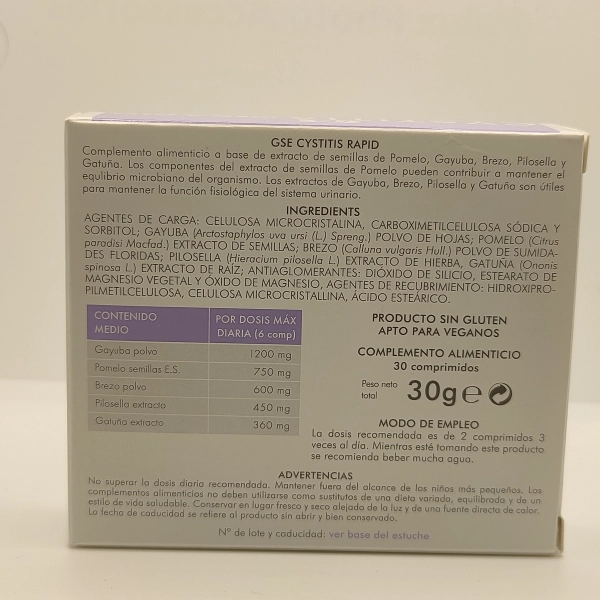 GSE CYSTITIS RAPID
Complemento alimenticio a base de extracto de semillas de Pomelo, Gayuba, Brezo, Pilosella y
Gatuña. Los componentes del extracto de semillas de Pomelo pueden contribuir a mantener el
equlibrio microbiano del organismo. Los extractos de Gayuba, Brezo, Pilosella y Gatuña son útiles
para mantener la función fisiológica del sistema urinario.
INGREDIENTS
AGENTES DE CARGA: CELULOSA MICROCRISTALINA, CARBOXIMETILCELULOSA SÓDICA Y
SORBITOL; GAYUBA (Arctostaphylos uva ursi (L.) Spreng.) POLVO DE HOJAS; POMELO (Citrus
paradisi Macfad.) EXTRACTO DE SEMILLAS; BREZO (Calluna vulgaris Hull.) POLVO DE SUMIDA-
DES FLORIDAS; PILOSELLA (Hieracium pilosella L.) EXTRACTO DE HIERBA, GATUÑA (Ononis
spinosa L.) EXTRACTO DE RAÍZ; ANTIAGLOMERANTES: DIÓXIDO DE SILICIO, ESTEARATO DE
MAGNESIO VEGETAL Y ÓXIDO DE MAGNESIO, AGENTES DE RECUBRIMIENTO: HIDROXIPRO-
PILMETILCELULOSA, CELULOSA MICROCRISTALINA, ÁCIDO ESTEÁRICO.
CONTENIDO MEDIO
POR DOSIS MÁX DIARIA (6 comp)
Gayuba polvo 1200 mg
Pomelo semillas E.S. 750 mg
Brezo polvo 600 mg
Pilosella extracto 450 mg
Gatuña extracto 360 mg
PRODUCTO SIN GLUTEN
APTO PARA VEGANOS
COMPLEMENTO ALIMENTICIO
30 comprimidos
Peso neto total 30g e
MODO DE EMPLEO
La dosis recomendada es de 2 comprimidos 3
veces al día. Mientras esté tomando este producto
se recomienda beber mucha agua.
ADVERTENCIAS
No superar la dosis diaria recomendada. Mantener fuera del alcance de los niños más pequeños. Los
complementos alimenticios no deben utilizarse como sustitutos de una dieta variada, equilibrada y de un
estilo de vida saludable. Conservar en lugar fresco y seco alejado de la luz y de una fuente directa de calor.
La fecha de caducidad se refiere al producto sin abrir y bien conservado.
Nº de lote y caducidad: ver base del estuche